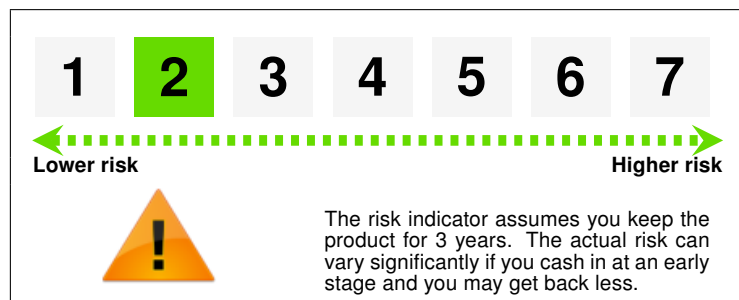 1 2 3 4 5 6 7
Lower risk Higher risk
!
The risk indicator assumes you keep the
product for 3 years. The actual risk can
vary significantly if you cash in at an early
stage and you may get back less.